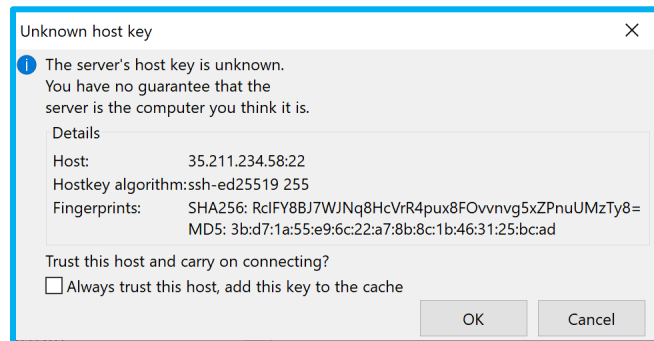 Unknown host key
The server's host key is unknown.
You have no guarantee that the
server is the computer you think it is.
Details
Host: 35.211.234.58:22
Hostkey algorithm:ssh-ed25519 255
Fingerprints: SHA256: RcIFY8BJ7WJNq8HcVrR4pux8FOvvnvg5xZPnuUMzTy8=
MD5: 3b:d7:1a:55:e9:6c:22:a7:8b:8c:1b:46:31:25:bc:ad
Trust this host and carry on connecting?
Always trust this host, add this key to the cache
OK Cancel